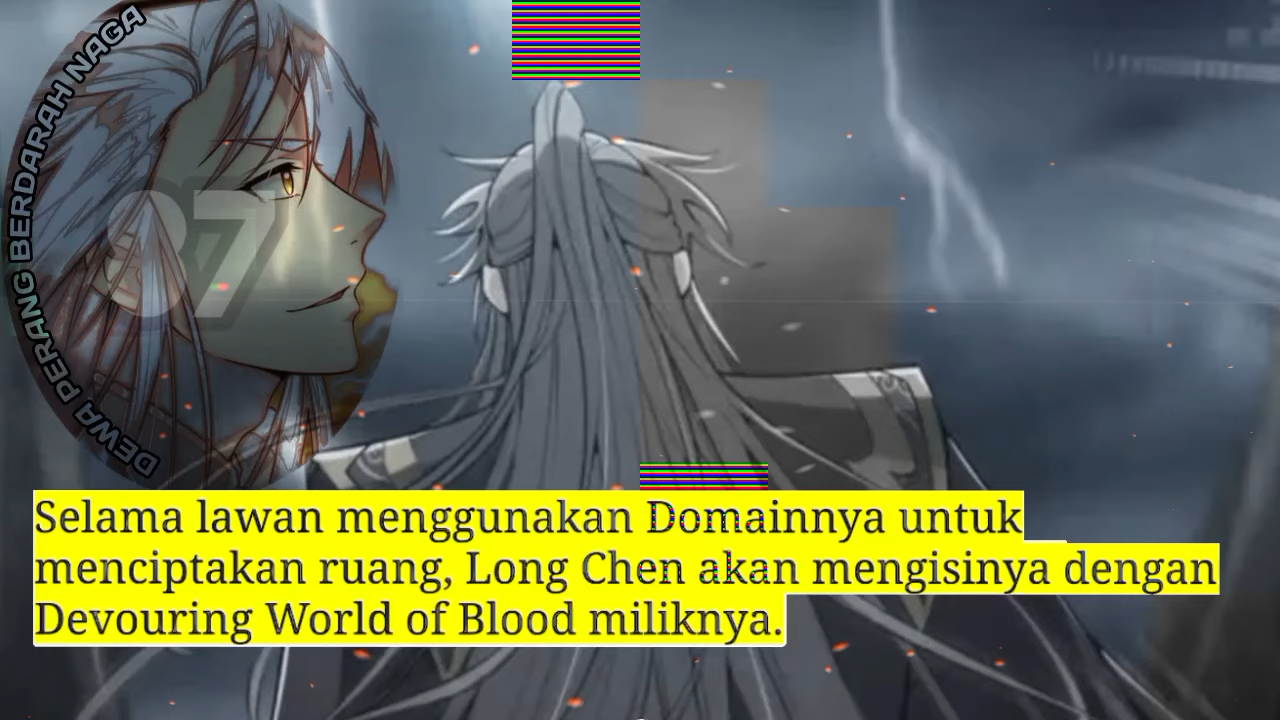 DEWA PERANG BERDARAH NAGA
97
Selama lawan menggunakan Domainnya untuk
menciptakan ruang, Long Chen akan mengisinya dengan
Devouring World of Blood miliknya.